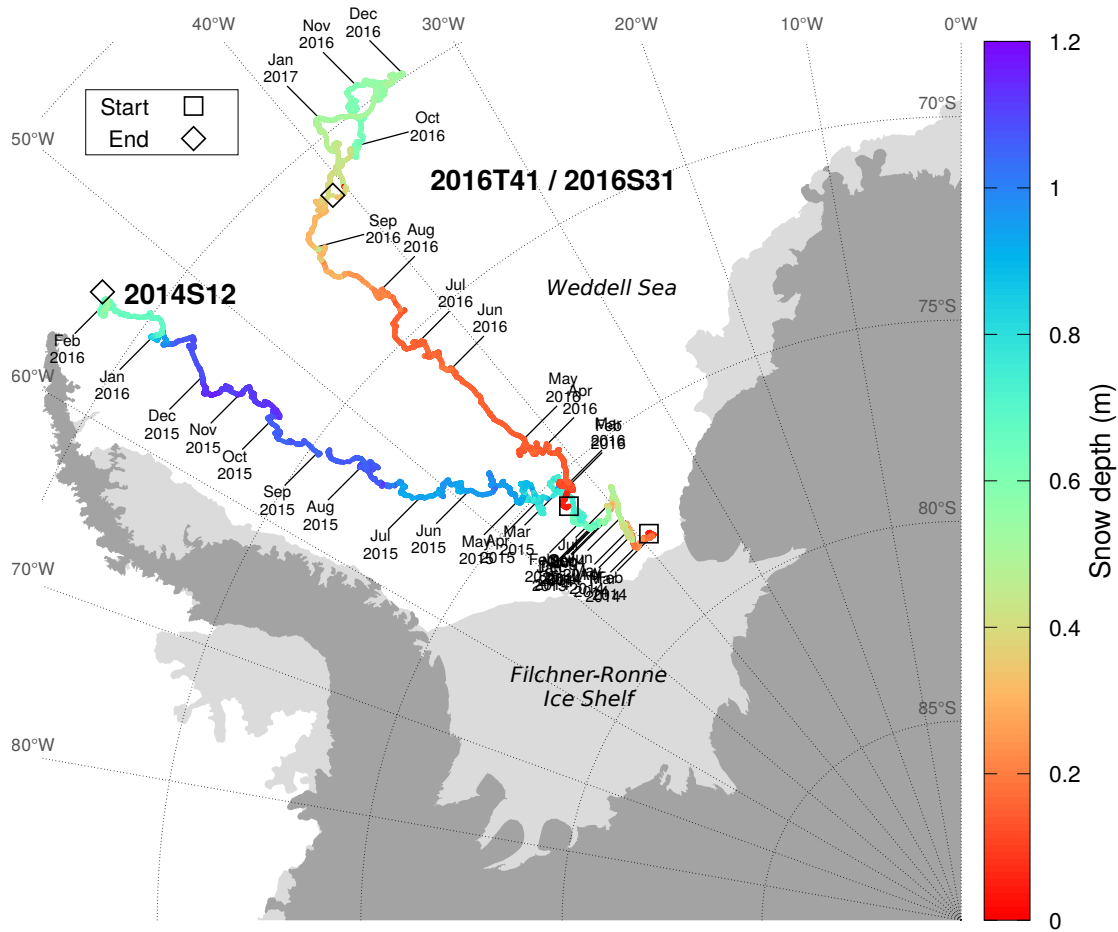 40°W
30°W
20°W
10°W
0°W
Dec
2016
Nov
2016
Jan
2017
Oct
2016
Start
End
50°W
70°S
2016T41 / 2016S31
Sep
2016
Aug
2016
Jul
2016
Jun
2016
Weddell Sea
75°S
2014S12
Feb
2016
Jan
2016
Dec
2015
Nov
2015
Oct
2015
Sep
2015
Aug
2015
Jul
2015
Jun
2015
May
2015
Apr
2015
Mar
2015
May
2016
Apr
2016
Mar
2016
Feb
2016
60°W
80°S
Jun
May
Mar
2014
Feb
2014
70°W
Filchner-Ronne
Ice Shelf
85°S
80°W
1.2
1
0.8
0.6
0.4
0.2
0
Snow depth (m)